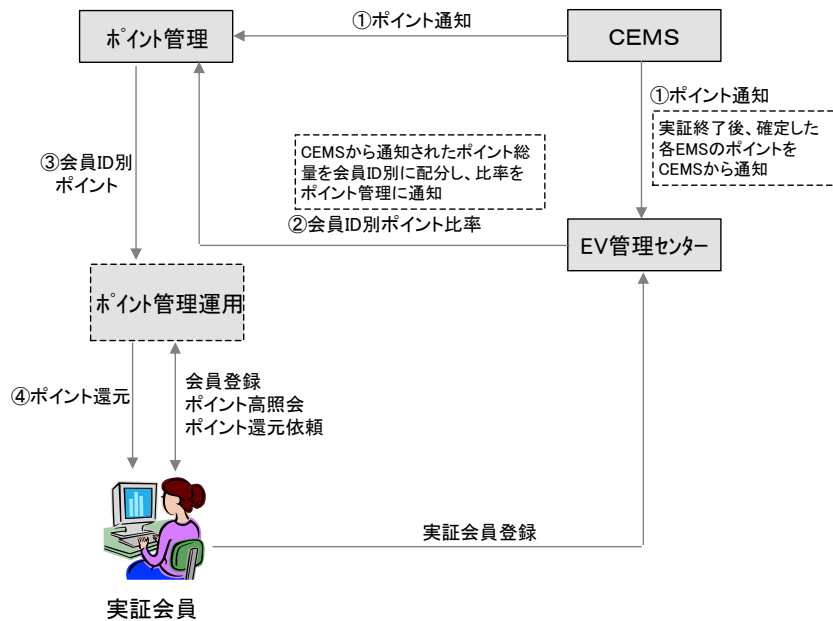 ①ポイント通知
ポイント管理
CEMS
①ポイント通知
実証終了後、確定した
各EMSのポイントを
CEMSから通知
CEMSから通知されたポイント総
量を会員ID別に配分し、比率を
ポイント管理に通知
③会員ID別
ポイント
②会員ID別ポイント比率
EV管理センター
ポイント管理運用
④ポイント還元
会員登録
ポイント高照会
ポイント還元依頼
実証会員登録
実証会員